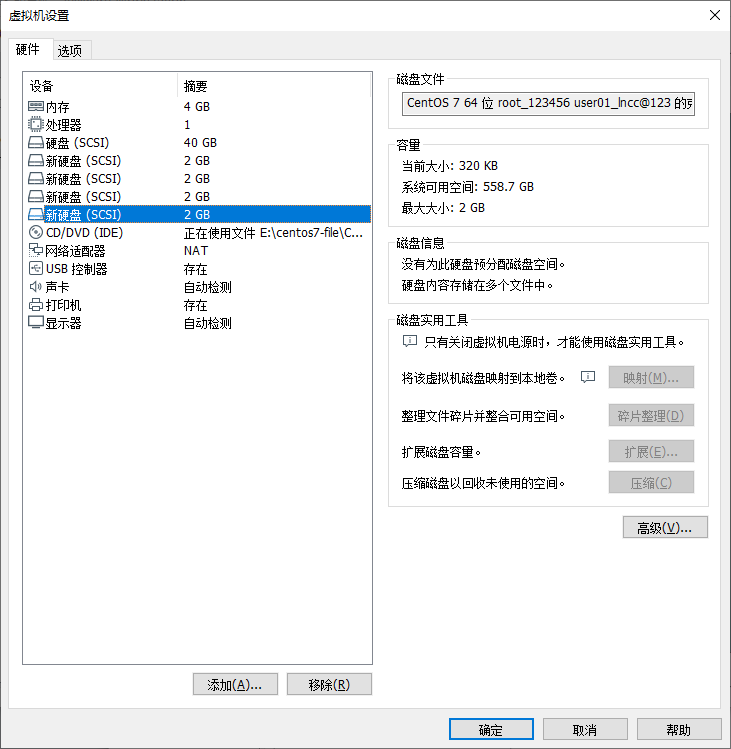 虚拟机设置
硬件 选项
设备 摘要
内存 4 GB
处理器 1
硬盘 (SCSI) 40 GB
新硬盘 (SCSI) 2 GB
新硬盘 (SCSI) 2 GB
新硬盘 (SCSI) 2 GB
新硬盘 (SCSI) 2 GB
CD/DVD (IDE) 正在使用文件 E:\centos7-file\C...
网络适配器 NAT
USB 控制器 存在
声卡 自动检测
打印机 存在
显示器 自动检测
添加(A)... 移除(R)
磁盘文件
CentOS 7 64 位 root_123456 user01_lncc@123 的
容量
当前大小: 320 KB
系统可用空间: 558.7 GB
最大大小: 2 GB
磁盘信息
没有为此硬盘预分配磁盘空间。
硬盘内容存储在多个文件中。
磁盘实用工具
只有关闭虚拟机电源时，才能使用磁盘实用工具。
将该虚拟机磁盘映射到本地卷。 映射(M)...
整理文件碎片并整合可用空间。 碎片整理(D)
扩展磁盘容量。 扩展(E)...
压缩磁盘以回收未使用的空间。 压缩(C)
高级(V)...
确定 取消 帮助